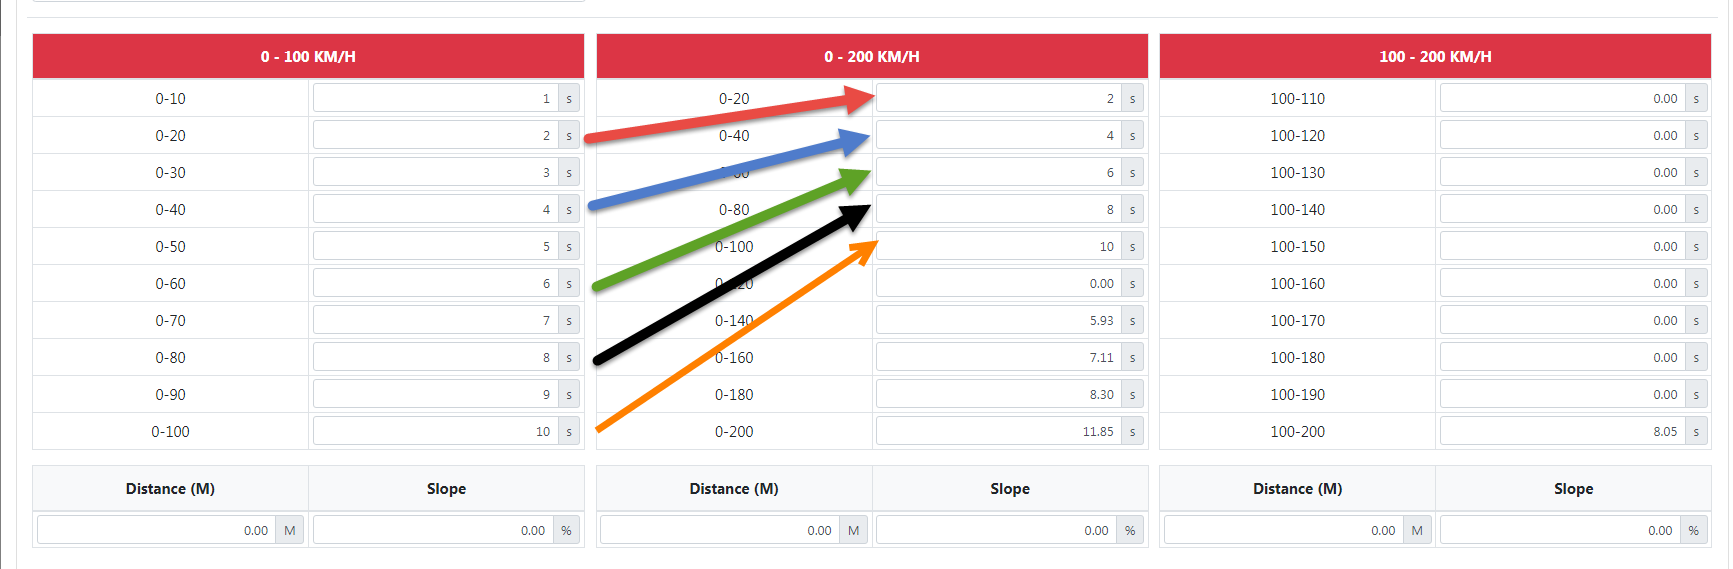 0 - 100 KM/H 0 - 200 KM/H 100 - 200 KM/H
0-10 1 s 0-20 2 s 100-110 0.00 s
0-20 2 s 0-40 4 s 100-120 0.00 s
0-30 3 s 6 s 100-130 0.00 s
0-40 4 s 0-80 8 s 100-140 0.00 s
0-50 5 s 0-100 10 s 100-150 0.00 s
0-60 6 s 0.00 s 100-160 0.00 s
0-70 7 s 0-140 5.93 s 100-170 0.00 s
0-80 8 s 0-160 7.11 s 100-180 0.00 s
0-90 9 s 0-180 8.30 s 100-190 0.00 s
0-100 10 s 0-200 11.85 s 100-200 8.05 s
Distance (M) Slope Distance (M) Slope Distance (M) Slope
0.00 M 0.00 % 0.00 M 0.00 % 0.00 M 0.00 %